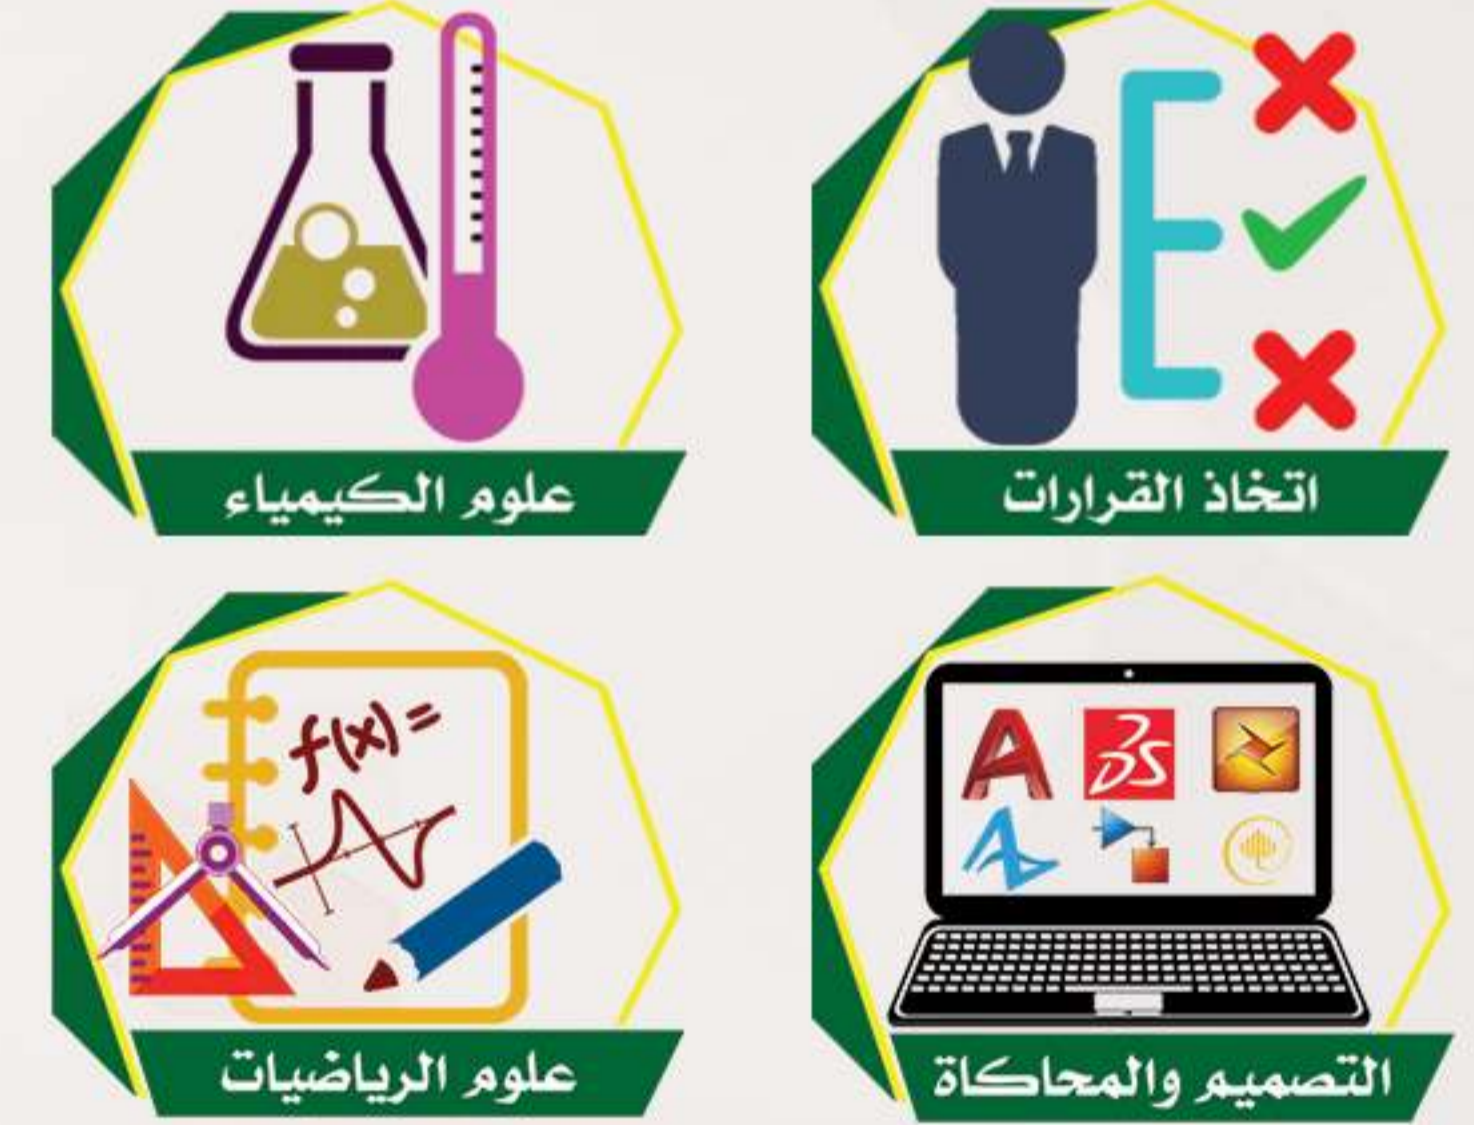 اتخاذ القرارات
علوم الكيمياء
التصميم والمحاكاة
علوم الرياضيات
f(x) =